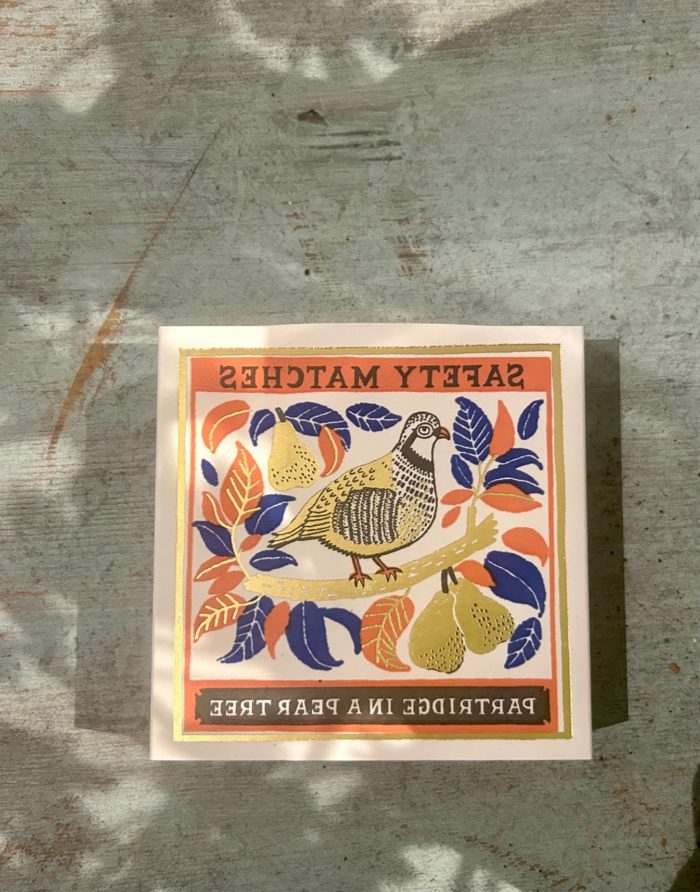 SAFETY MATCHES
PARTRIDGE IN A PEAR TREE